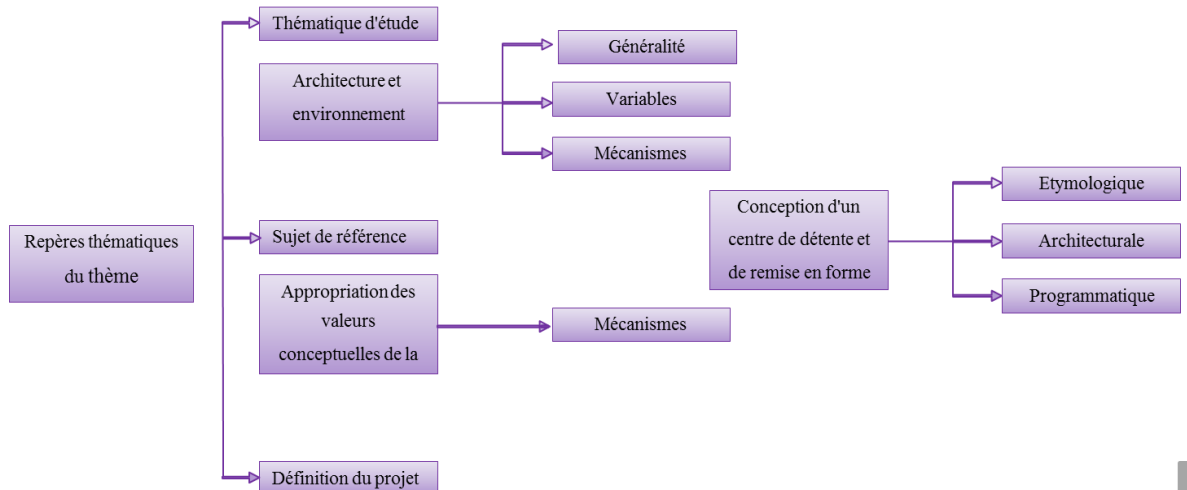 Repères thématiques
du thème
Thématique d'étude
Architecture et
environnement
Généralité
Variables
Mécanismes
Sujet de référence
Appropriation des
valeurs
conceptuelles de la
Mécanismes
Définition du projet
Conception d'un
centre de détente et
de remise en forme
Etymologique
Architecturale
Programmatique